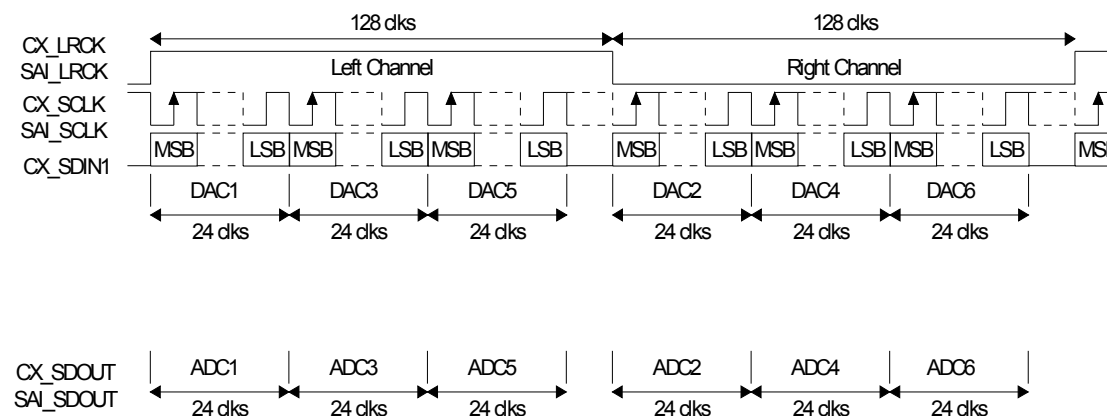 128 clks 128 clks
CX_LRCK
SAI_LRCK Left Channel Right Channel
CX_SCLK
SAI_SCLK
CX_SDIN1 MSB LSB MSB LSB MSB LSB MSB LSB MSB LSB MSB LSB MS
DAC1 DAC3 DAC5 DAC2 DAC4 DAC6
24 clks 24 clks 24 clks 24 clks 24 clks 24 clks
CX_SDOUT ADC1 ADC3 ADC5 ADC2 ADC4 ADC6
SAI_SDOUT 24 clks 24 clks 24 clks 24 clks 24 clks 24 clks